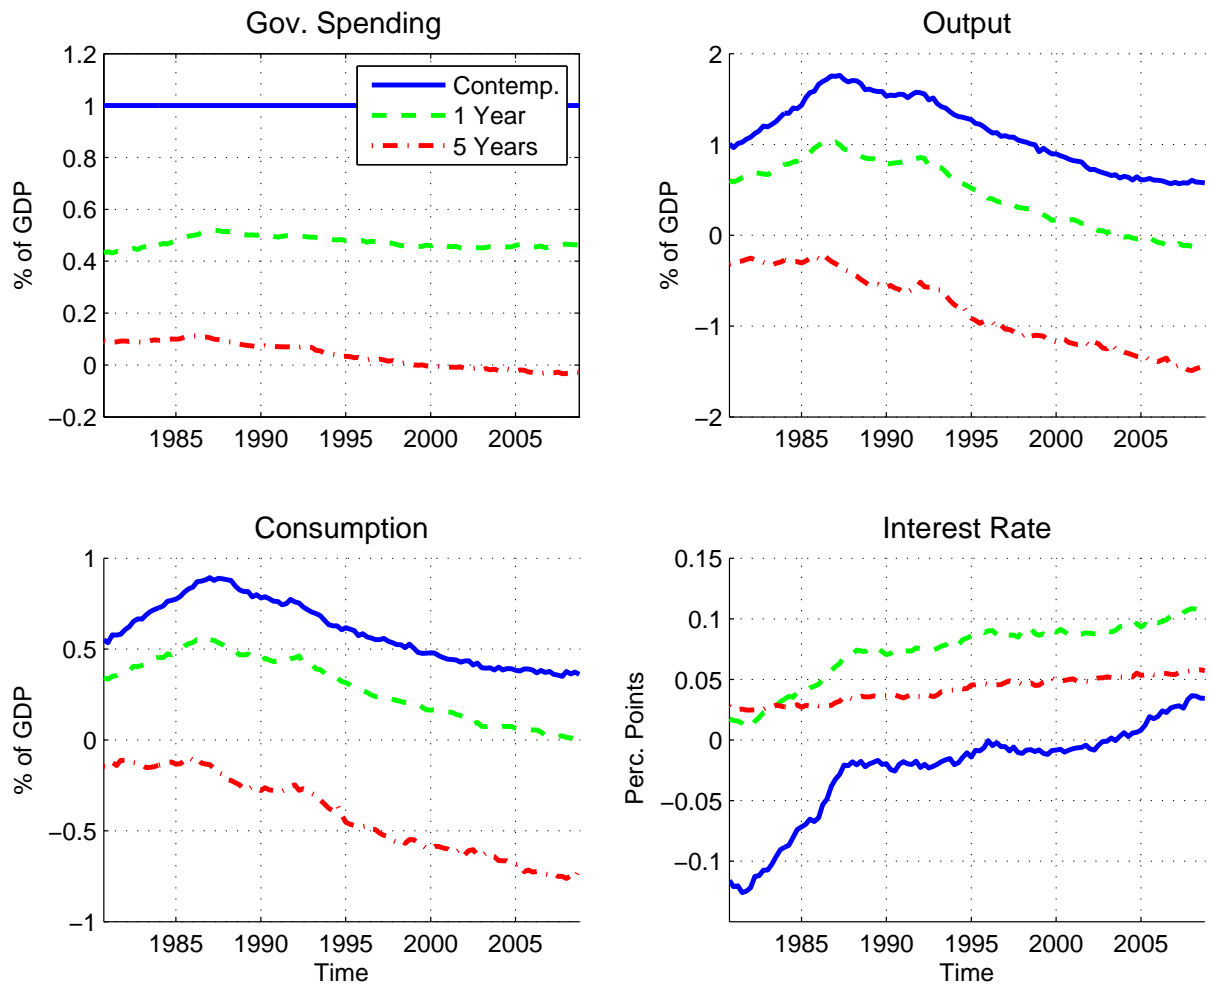 Gov. Spending
% of GDP
1.2
1
0.8
0.6
0.4
0.2
0
−0.2
1985 1990 1995 2000 2005
Contemp.
1 Year
5 Years
Output
% of GDP
2
1
0
−1
−2
1985 1990 1995 2000 2005
Consumption
% of GDP
1
0.5
0
−0.5
−1
1985 1990 1995 2000 2005
Time
Interest Rate
Perc. Points
0.15
0.1
0.05
0
−0.05
−0.1
1985 1990 1995 2000 2005
Time